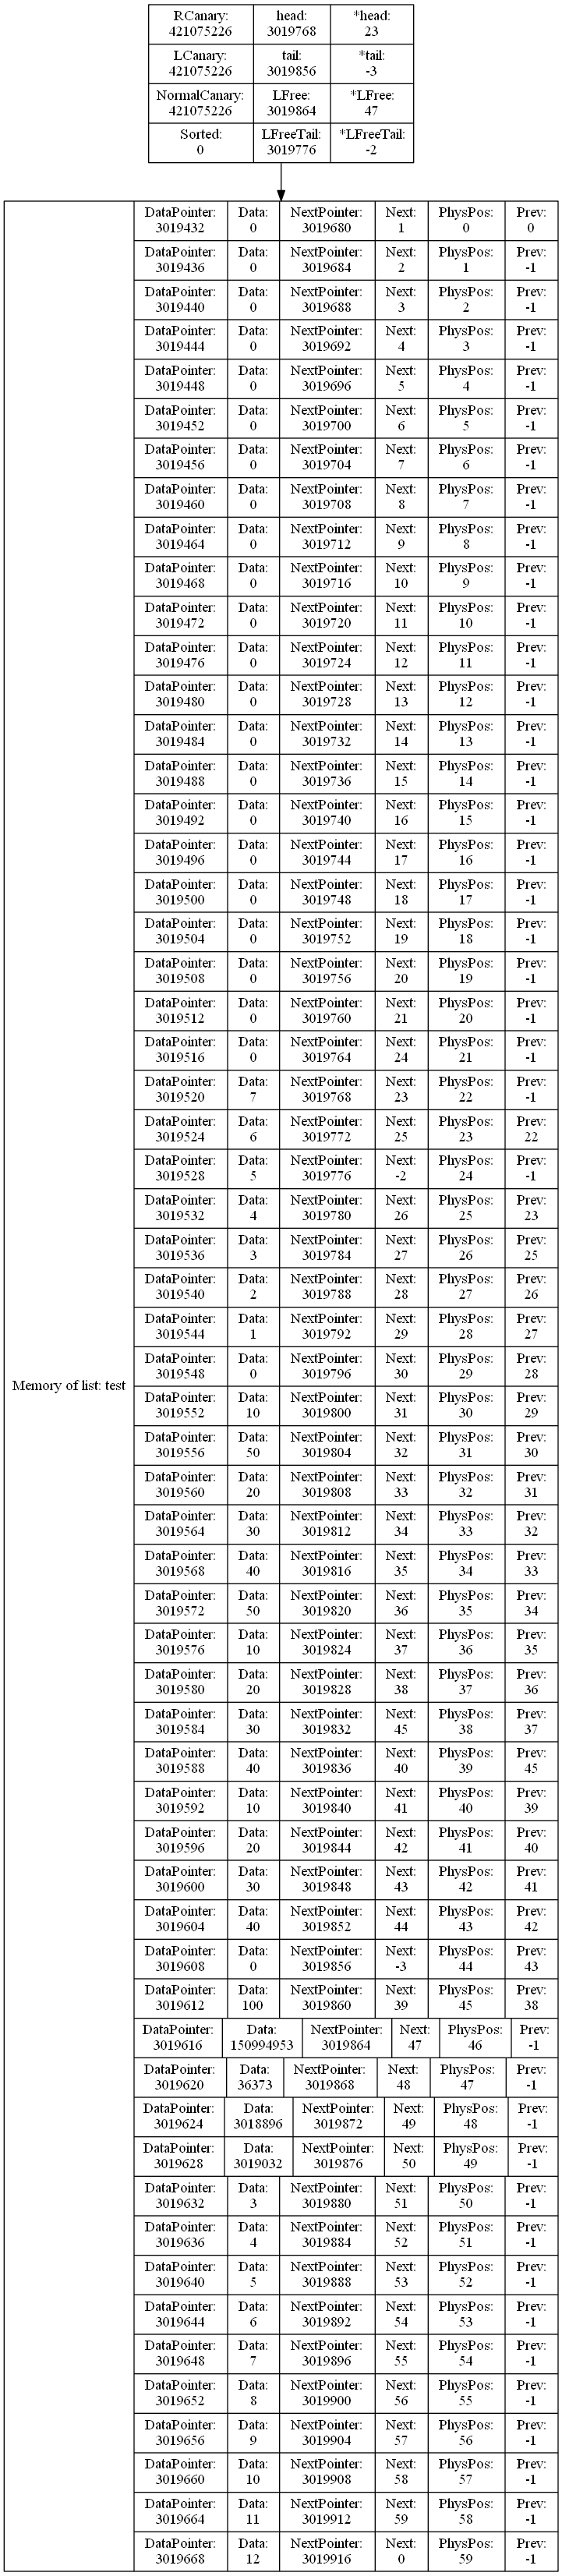 RCanary: head: *head:
421075226 3019768 23
LCanary: tail: *tail:
421075226 3019856 -3
NormalCanary: LFree: *LFree:
421075226 3019864 47
Sorted: LFreeTail: *LFreeTail:
0 3019776 -2
Memory of list: test
DataPointer: Data: NextPointer: Next: PhysPos: Prev:
3019432 0 3019680 1 0 0
DataPointer: Data: NextPointer: Next: PhysPos: Prev:
3019436 0 3019684 2 1 -1
DataPointer: Data: NextPointer: Next: PhysPos: Prev:
3019440 0 3019688 3 2 -1
DataPointer: Data: NextPointer: Next: PhysPos: Prev:
3019444 0 3019692 4 3 -1
DataPointer: Data: NextPointer: Next: PhysPos: Prev:
3019448 0 3019696 5 4 -1
DataPointer: Data: NextPointer: Next: PhysPos: Prev:
3019452 0 3019700 6 5 -1
DataPointer: Data: NextPointer: Next: PhysPos: Prev:
3019456 0 3019704 7 6 -1
DataPointer: Data: NextPointer: Next: PhysPos: Prev:
3019460 0 3019708 8 7 -1
DataPointer: Data: NextPointer: Next: PhysPos: Prev:
3019464 0 3019712 9 8 -1
DataPointer: Data: NextPointer: Next: PhysPos: Prev:
3019468 0 3019716 10 9 -1
DataPointer: Data: NextPointer: Next: PhysPos: Prev:
3019472 0 3019720 11 10 -1
DataPointer: Data: NextPointer: Next: PhysPos: Prev:
3019476 0 3019724 12 11 -1
DataPointer: Data: NextPointer: Next: PhysPos: Prev:
3019480 0 3019728 13 12 -1
DataPointer: Data: NextPointer: Next: PhysPos: Prev:
3019484 0 3019732 14 13 -1
DataPointer: Data: NextPointer: Next: PhysPos: Prev:
3019488 0 3019736 15 14 -1
DataPointer: Data: NextPointer: Next: PhysPos: Prev:
3019492 0 3019740 16 15 -1
DataPointer: Data: NextPointer: Next: PhysPos: Prev:
3019496 0 3019744 17 16 -1
DataPointer: Data: NextPointer: Next: PhysPos: Prev:
3019500 0 3019748 18 17 -1
DataPointer: Data: NextPointer: Next: PhysPos: Prev:
3019504 0 3019752 19 18 -1
DataPointer: Data: NextPointer: Next: PhysPos: Prev:
3019508 0 3019756 20 19 -1
DataPointer: Data: NextPointer: Next: PhysPos: Prev:
3019512 0 3019760 21 20 -1
DataPointer: Data: NextPointer: Next: PhysPos: Prev:
3019516 0 3019764 24 21 -1
DataPointer: Data: NextPointer: Next: PhysPos: Prev:
3019520 7 3019768 23 22 -1
DataPointer: Data: NextPointer: Next: PhysPos: Prev:
3019524 6 3019772 25 23 22
DataPointer: Data: NextPointer: Next: PhysPos: Prev:
3019528 5 3019776 -2 24 -1
DataPointer: Data: NextPointer: Next: PhysPos: Prev:
3019532 4 3019780 26 25 23
DataPointer: Data: NextPointer: Next: PhysPos: Prev:
3019536 3 3019784 27 26 25
DataPointer: Data: NextPointer: Next: PhysPos: Prev:
3019540 2 3019788 28 27 26
DataPointer: Data: NextPointer: Next: PhysPos: Prev:
3019544 1 3019792 29 28 27
DataPointer: Data: NextPointer: Next: PhysPos: Prev:
3019548 0 3019796 30 29 28
DataPointer: Data: NextPointer: Next: PhysPos: Prev:
3019552 10 3019800 31 30 29
DataPointer: Data: NextPointer: Next: PhysPos: Prev:
3019556 50 3019804 32 31 30
DataPointer: Data: NextPointer: Next: PhysPos: Prev:
3019560 20 3019808 33 32 31
DataPointer: Data: NextPointer: Next: PhysPos: Prev:
3019564 30 3019812 34 33 32
DataPointer: Data: NextPointer: Next: PhysPos: Prev:
3019568 40 3019816 35 34 33
DataPointer: Data: NextPointer: Next: PhysPos: Prev:
3019572 50 3019820 36 35 34
DataPointer: Data: NextPointer: Next: PhysPos: Prev:
3019576 10 3019824 37 36 35
DataPointer: Data: NextPointer: Next: PhysPos: Prev:
3019580 20 3019828 38 37 36
DataPointer: Data: NextPointer: Next: PhysPos: Prev:
3019584 30 3019832 45 38 37
DataPointer: Data: NextPointer: Next: PhysPos: Prev:
3019588 40 3019836 40 39 45
DataPointer: Data: NextPointer: Next: PhysPos: Prev:
3019592 10 3019840 41 40 39
DataPointer: Data: NextPointer: Next: PhysPos: Prev:
3019596 20 3019844 42 41 40
DataPointer: Data: NextPointer: Next: PhysPos: Prev:
3019600 30 3019848 43 42 41
DataPointer: Data: NextPointer: Next: PhysPos: Prev:
3019604 40 3019852 44 43 42
DataPointer: Data: NextPointer: Next: PhysPos: Prev:
3019608 0 3019856 -3 44 43
DataPointer: Data: NextPointer: Next: PhysPos: Prev:
3019612 100 3019860 39 45 38
DataPointer: Data: NextPointer: Next: PhysPos: Prev:
3019616 150994953 3019864 47 46 -1
DataPointer: Data: NextPointer: Next: PhysPos: Prev:
3019620 36373 3019868 48 47 -1
DataPointer: Data: NextPointer: Next: PhysPos: Prev:
3019624 3018896 3019872 49 48 -1
DataPointer: Data: NextPointer: Next: PhysPos: Prev:
3019628 3019032 3019876 50 49 -1
DataPointer: Data: NextPointer: Next: PhysPos: Prev:
3019632 3 3019880 51 50 -1
DataPointer: Data: NextPointer: Next: PhysPos: Prev:
3019636 4 3019884 52 51 -1
DataPointer: Data: NextPointer: Next: PhysPos: Prev:
3019640 5 3019888 53 52 -1
DataPointer: Data: NextPointer: Next: PhysPos: Prev:
3019644 6 3019892 54 53 -1
DataPointer: Data: NextPointer: Next: PhysPos: Prev:
3019648 7 3019896 55 54 -1
DataPointer: Data: NextPointer: Next: PhysPos: Prev:
3019652 8 3019900 56 55 -1
DataPointer: Data: NextPointer: Next: PhysPos: Prev:
3019656 9 3019904 57 56 -1
DataPointer: Data: NextPointer: Next: PhysPos: Prev:
3019660 10 3019908 58 57 -1
DataPointer: Data: NextPointer: Next: PhysPos: Prev:
3019664 11 3019912 59 58 -1
DataPointer: Data: NextPointer: Next: PhysPos: Prev:
3019668 12 3019916 0 59 -1